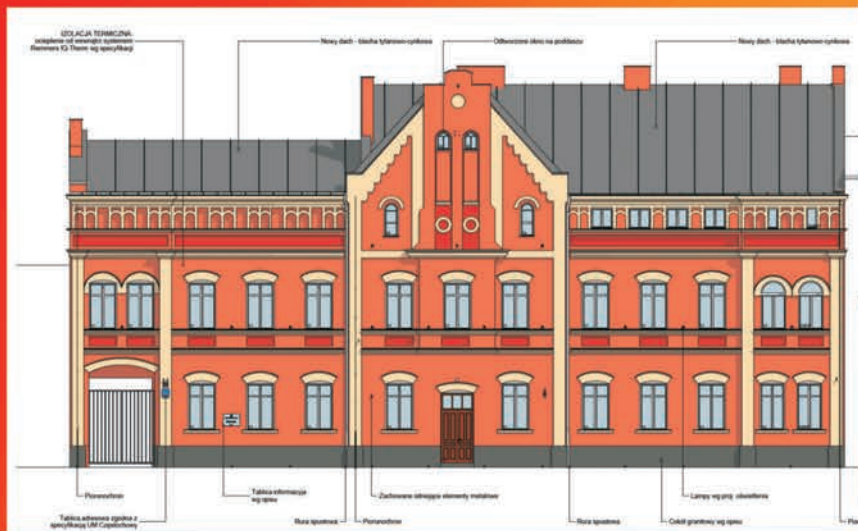 IZOLACJA TERMICZNA:
ocieplenie od wewnątrz systemem
Remmers IQ-Therm wg specyfikacji
Nowy dach - blacha tytanowo-cynkowa
Odtworzone okno na poddaszu
Nowy dach - blacha tytanowo-cynkowa
Piorunochron
Tablica adresowa zgodna z
specyfikacją UM Częstochowy
Tablica informacyjna
wg opisu
Rura spustowa
Piorunochron
Zachowane istniejące elementy metalowe
Rura spustowa
Cokół granitowy wg opisu
Lampy wg proj. oświetlenia